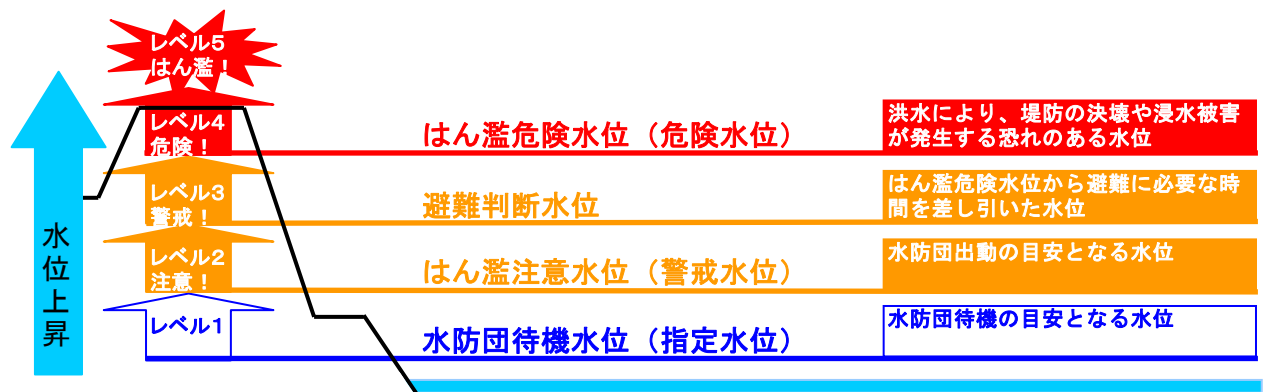 レベル５
はん濫！
レベル４
危険！
はん濫危険水位（危険水位）
洪水により、堤防の決壊や浸水被害
が発生する恐れのある水位
レベル３
警戒！
避難判断水位
はん濫危険水位から避難に必要な時
間を差し引いた水位
レベル２
注意！
はん濫注意水位（警戒水位）
水防団出動の目安となる水位
レベル１
水防団待機水位（指定水位）
水防団待機の目安となる水位
水位上昇